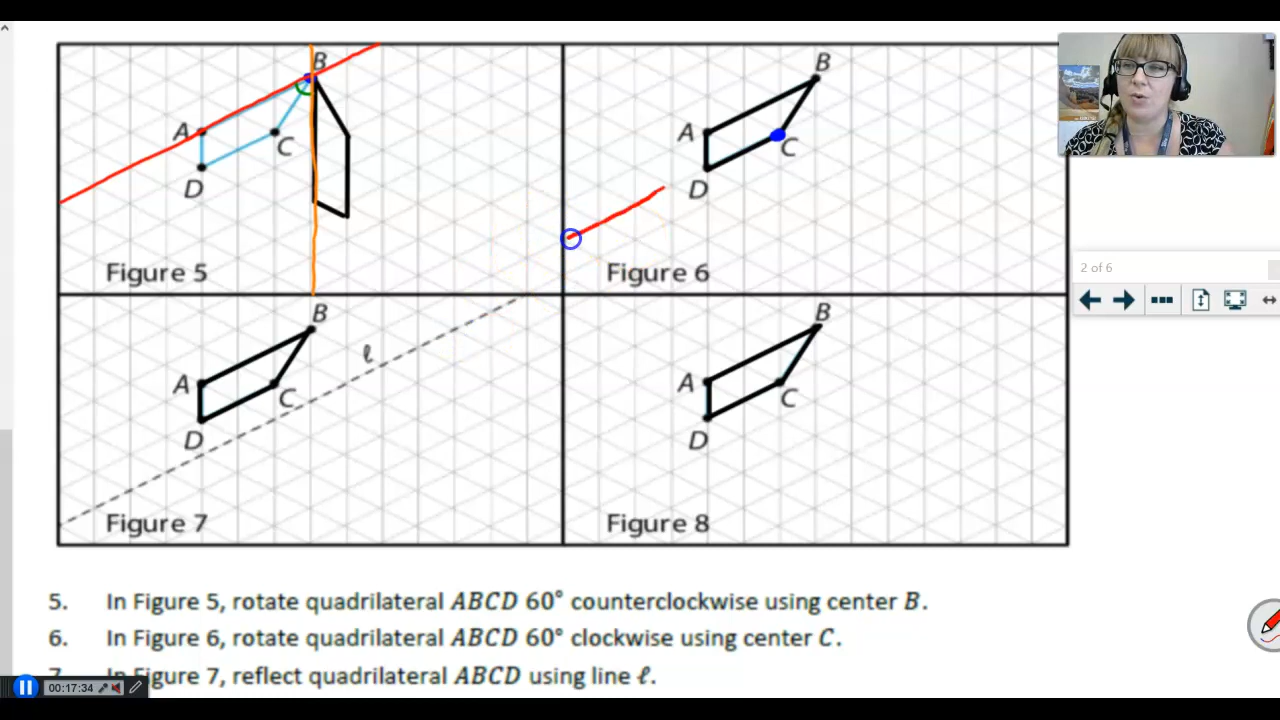 B
B
A
C
A
C
D
D
Figure 5
Figure 6
2 of 6
B
B
ℓ
A
C
A
C
D
D
Figure 7
Figure 8
5. In Figure 5, rotate quadrilateral ABCD 60° counterclockwise using center B.
6. In Figure 6, rotate quadrilateral ABCD 60° clockwise using center C.
7. In Figure 7, reflect quadrilateral ABCD using line ℓ.
00:17:34